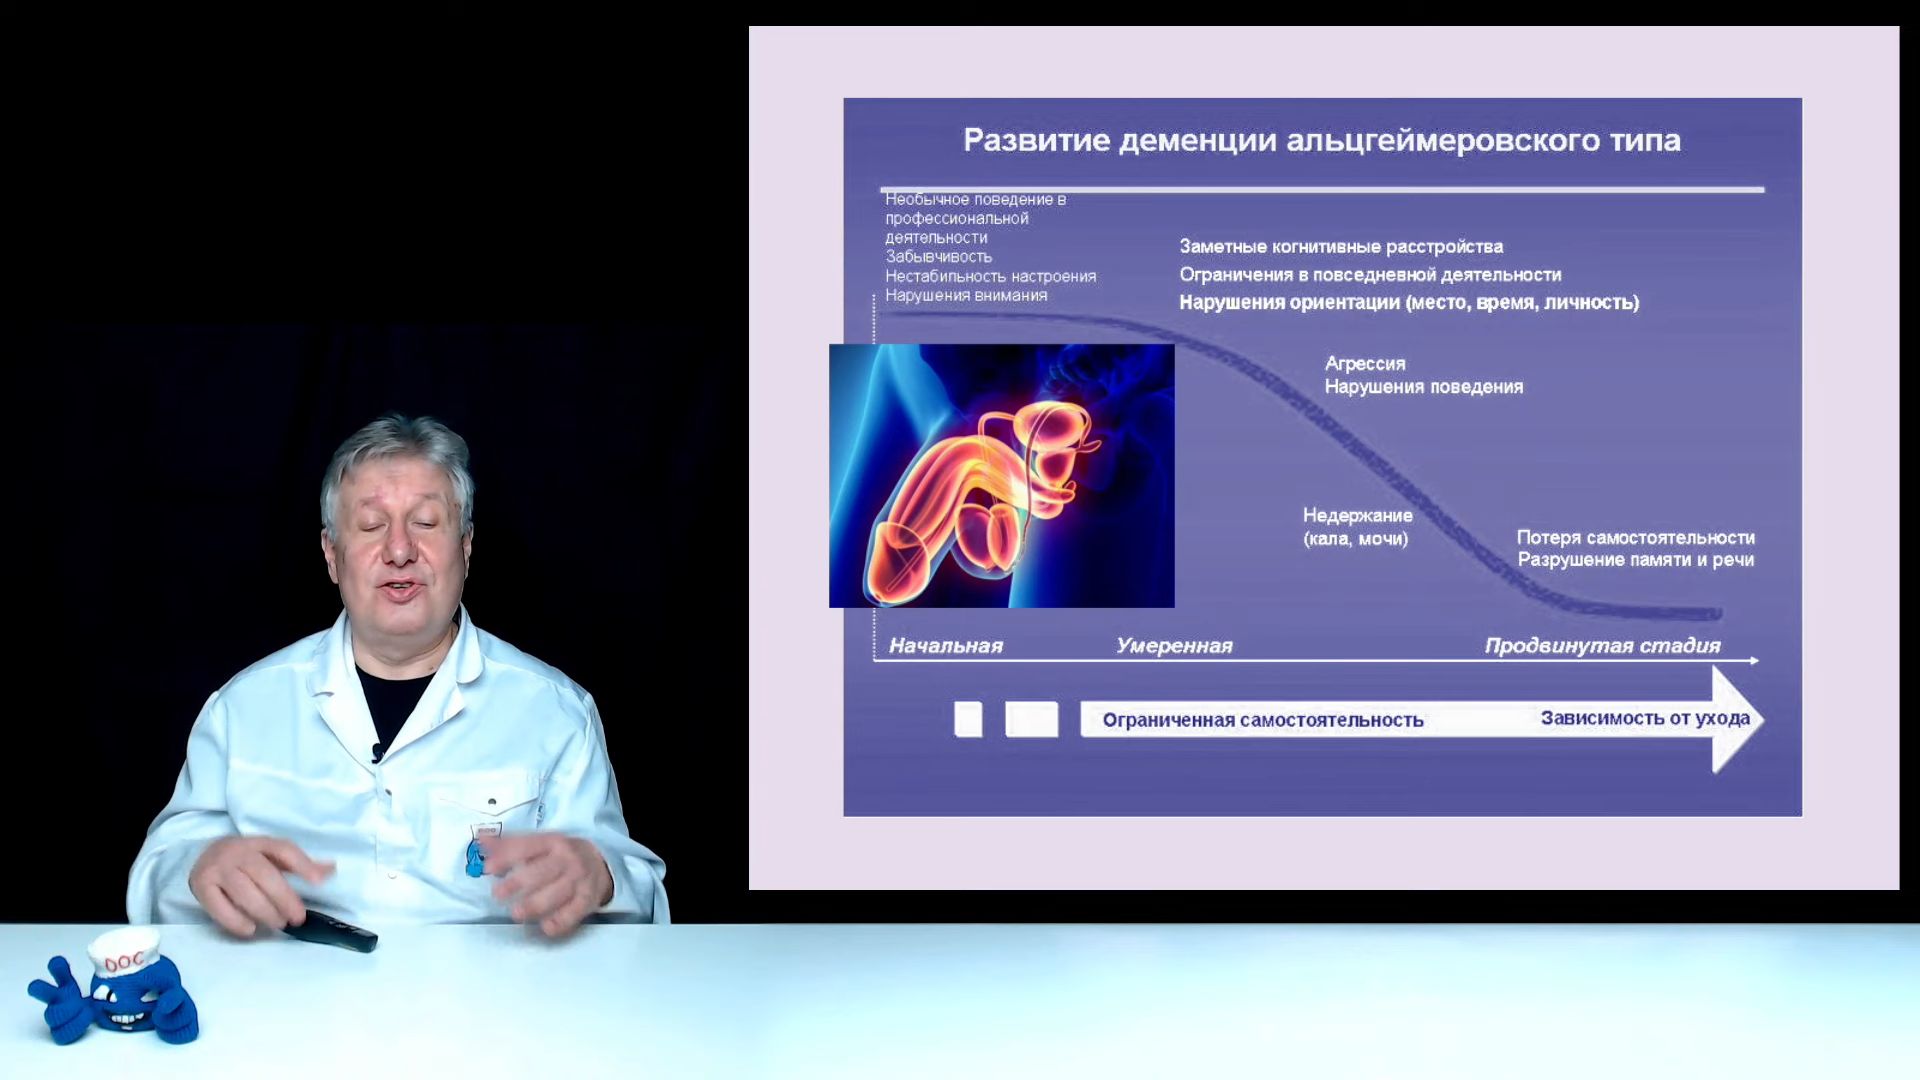 Развитие деменции альцгеймеровского типа
Необычное поведение в
профессиональной
деятельности
Забывчивость
Нестабильность настроения
Нарушения внимания
Заметные когнитивные расстройства
Ограничения в повседневной деятельности
Нарушения ориентации (место, время, личность)
Агрессия
Нарушения поведения
Недержание
(кала, мочи)
Потеря самостоятельности
Разрушение памяти и речи
Начальная
Умеренная
Продвинутая стадия
Ограниченная самостоятельность
Зависимость от ухода
DOC